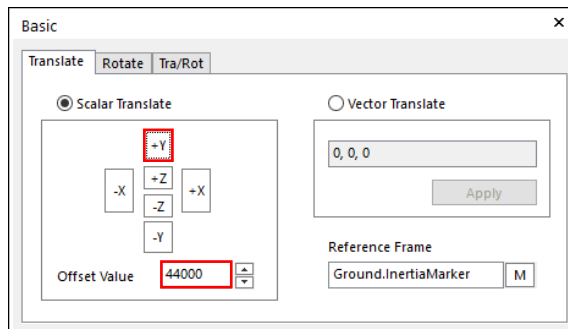 Basic ×
Translate Rotate Tra/Rot
Scalar Translate
+Y
-X +Z +X
-Z
-Y
Offset Value 44000
Vector Translate
0, 0, 0
Apply
Reference Frame
Ground.InertiaMarker M